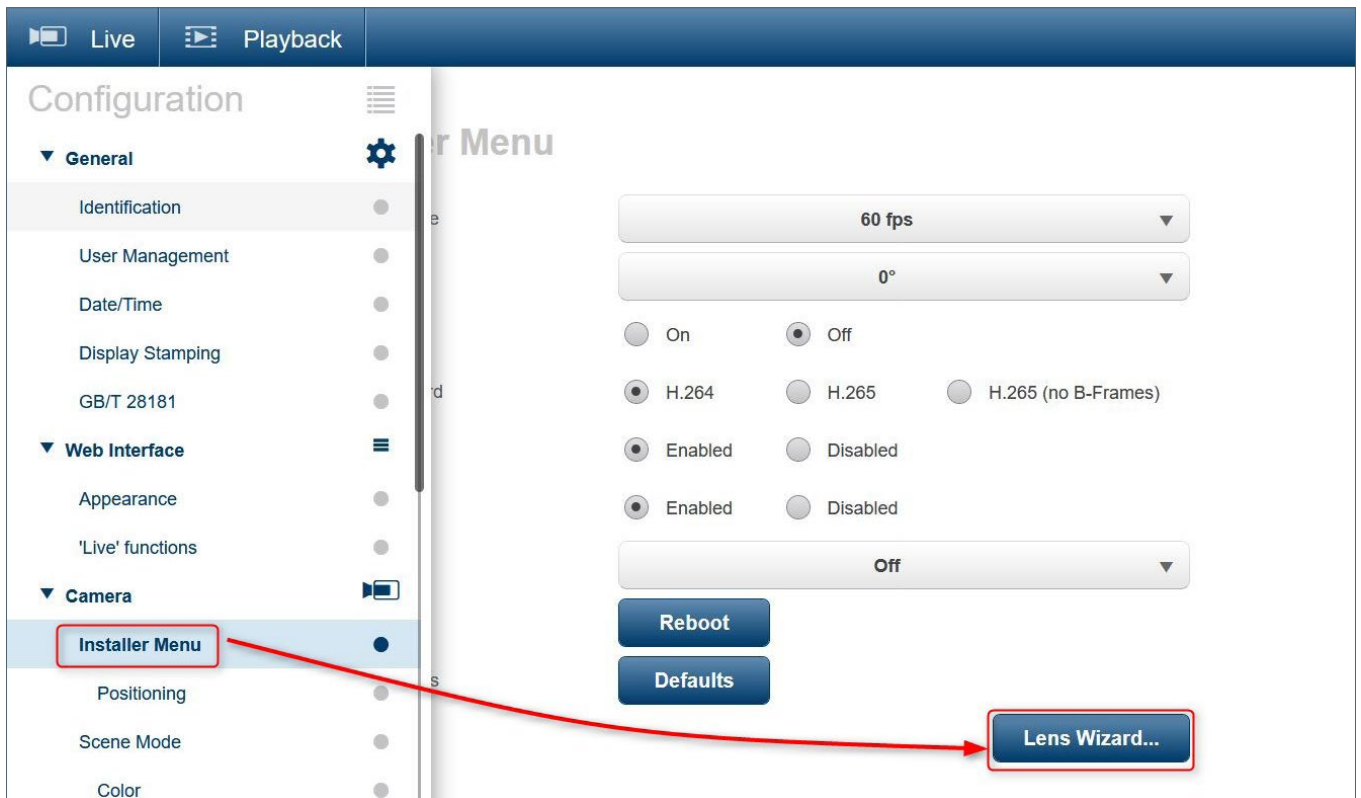 Live Playback
Configuration
General
Identification
User Management
Date/Time
Display Stamping
GB/T 28181
Web Interface
Appearance
'Live' functions
Camera
Installer Menu
Positioning
Scene Mode
Color
r Menu
e 60 fps
0°
On Off
rd H.264 H.265 H.265 (no B-Frames)
Enabled Disabled
Enabled Disabled
Off
Reboot
s Defaults
Lens Wizard...